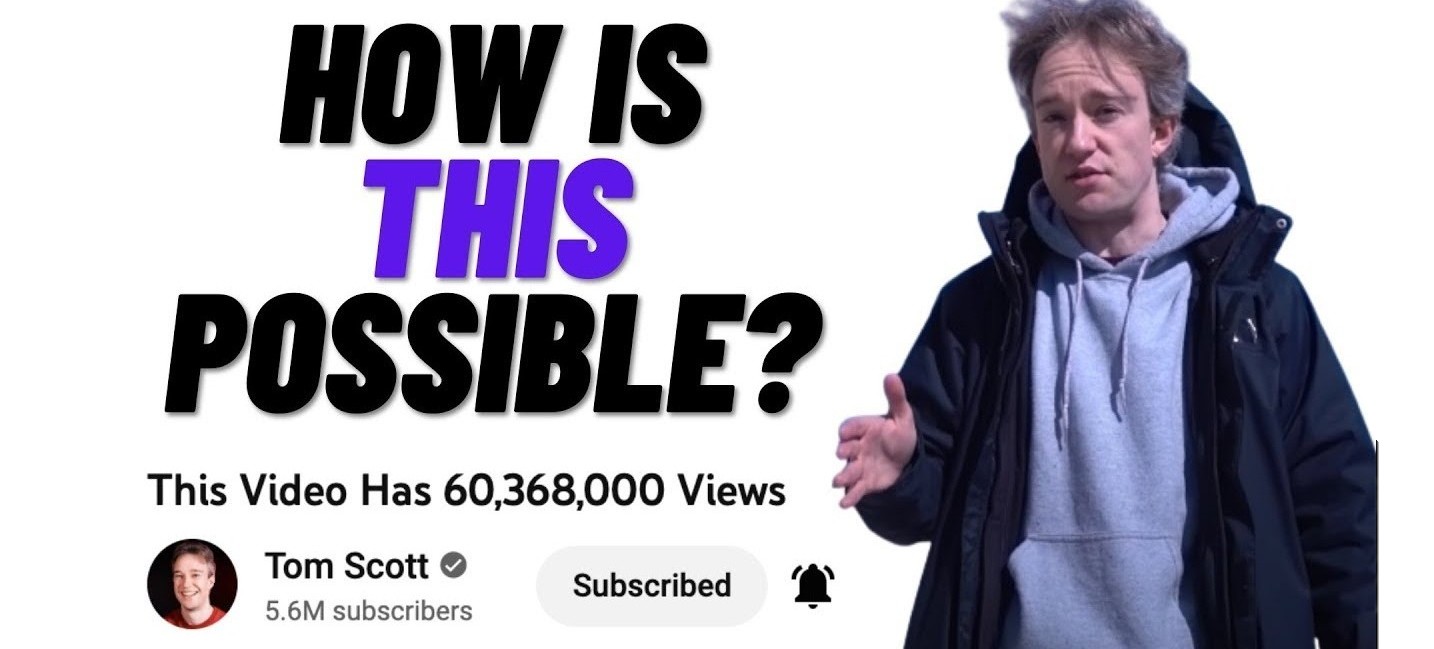 HOW IS
THIS
POSSIBLE?
This Video Has 60,368,000 Views
Tom Scott
5.6M subscribers
Subscribed